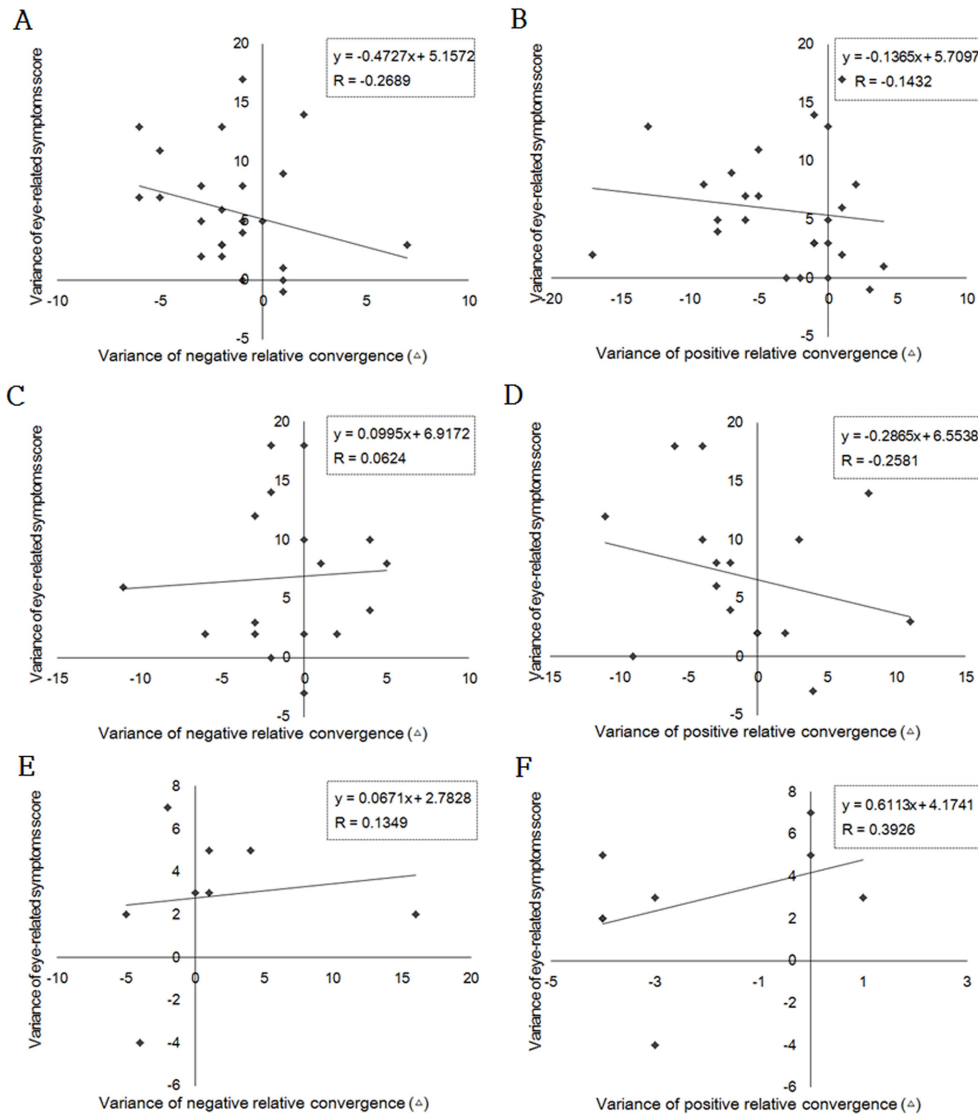 A
Variance of eye-related symptoms score
20
15
10
5
0
-5
-10
-5
0
5
10
y = -0.4727x + 5.1572
R = -0.2689
Variance of negative relative convergence (△)
B
Variance of eye-related symptoms score
20
15
10
5
0
-5
-20
-15
-10
-5
0
5
10
y = -0.1365x + 5.7097
R = -0.1432
Variance of positive relative convergence (△)
C
Variance of eye-related symptoms score
20
15
10
5
0
-5
-15
-10
-5
0
5
10
y = 0.0995x + 6.9172
R = 0.0624
Variance of negative relative convergence (△)
D
Variance of eye-related symptoms score
20
15
10
5
0
-5
-15
-10
-5
0
5
10
15
y = -0.2865x + 6.5538
R = -0.2581
Variance of positive relative convergence (△)
E
Variance of eye-related symptoms score
8
6
4
2
0
-2
-4
-6
-10
-5
0
5
10
15
20
y = 0.0671x + 2.7828
R = 0.1349
Variance of negative relative convergence (△)
F
Variance of eye-related symptoms score
8
6
4
2
0
-2
-4
-6
-5
-3
-1
1
3
y = 0.6113x + 4.1741
R = 0.3926
Variance of positive relative convergence (△)